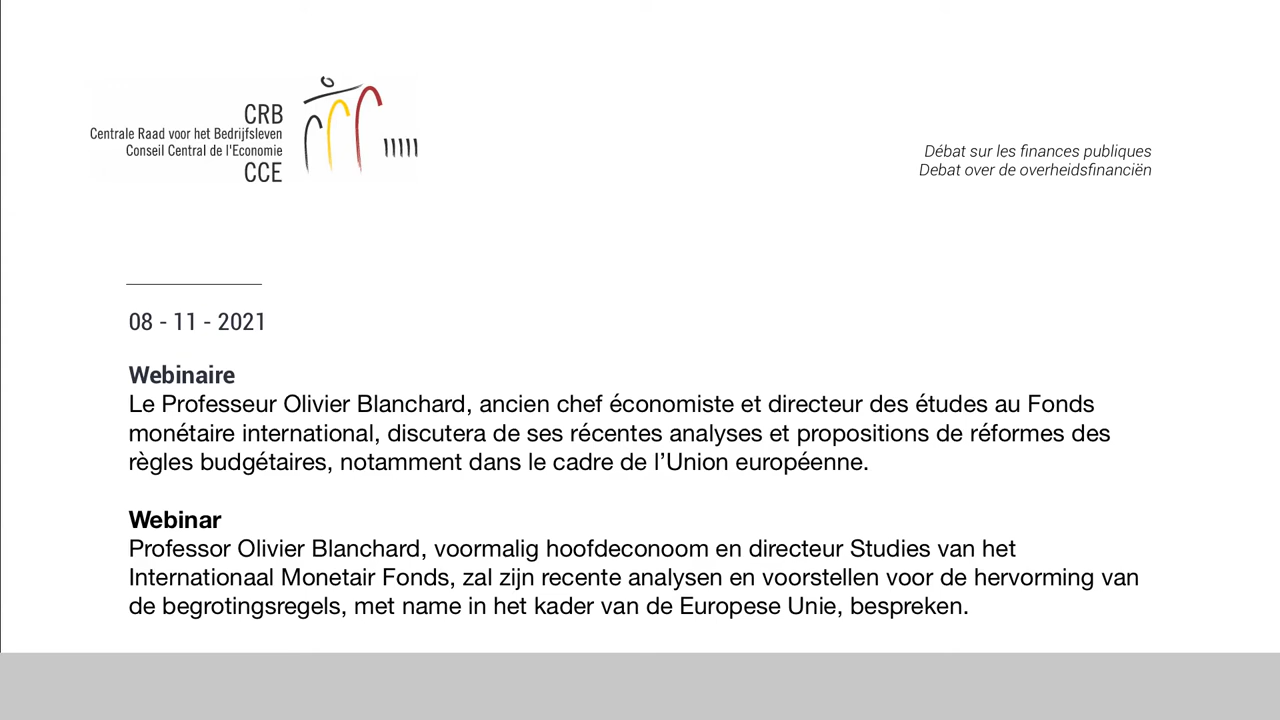 CRB
Centrale Raad voor het Bedrijfsleven
Conseil Central de l'Economie
CCE
Débat sur les finances publiques
Debat over de overheidsfinanciën
08 - 11 - 2021
Webinaire
Le Professeur Olivier Blanchard, ancien chef économiste et directeur des études au Fonds
monétaire international, discutera de ses récentes analyses et propositions de réformes des
règles budgétaires, notamment dans le cadre de l’Union européenne.
Webinar
Professor Olivier Blanchard, voormalig hoofdeconoom en directeur Studies van het
Internationaal Monetair Fonds, zal zijn recente analysen en voorstellen voor de hervorming van
de begrotingsregels, met name in het kader van de Europese Unie, bespreken.